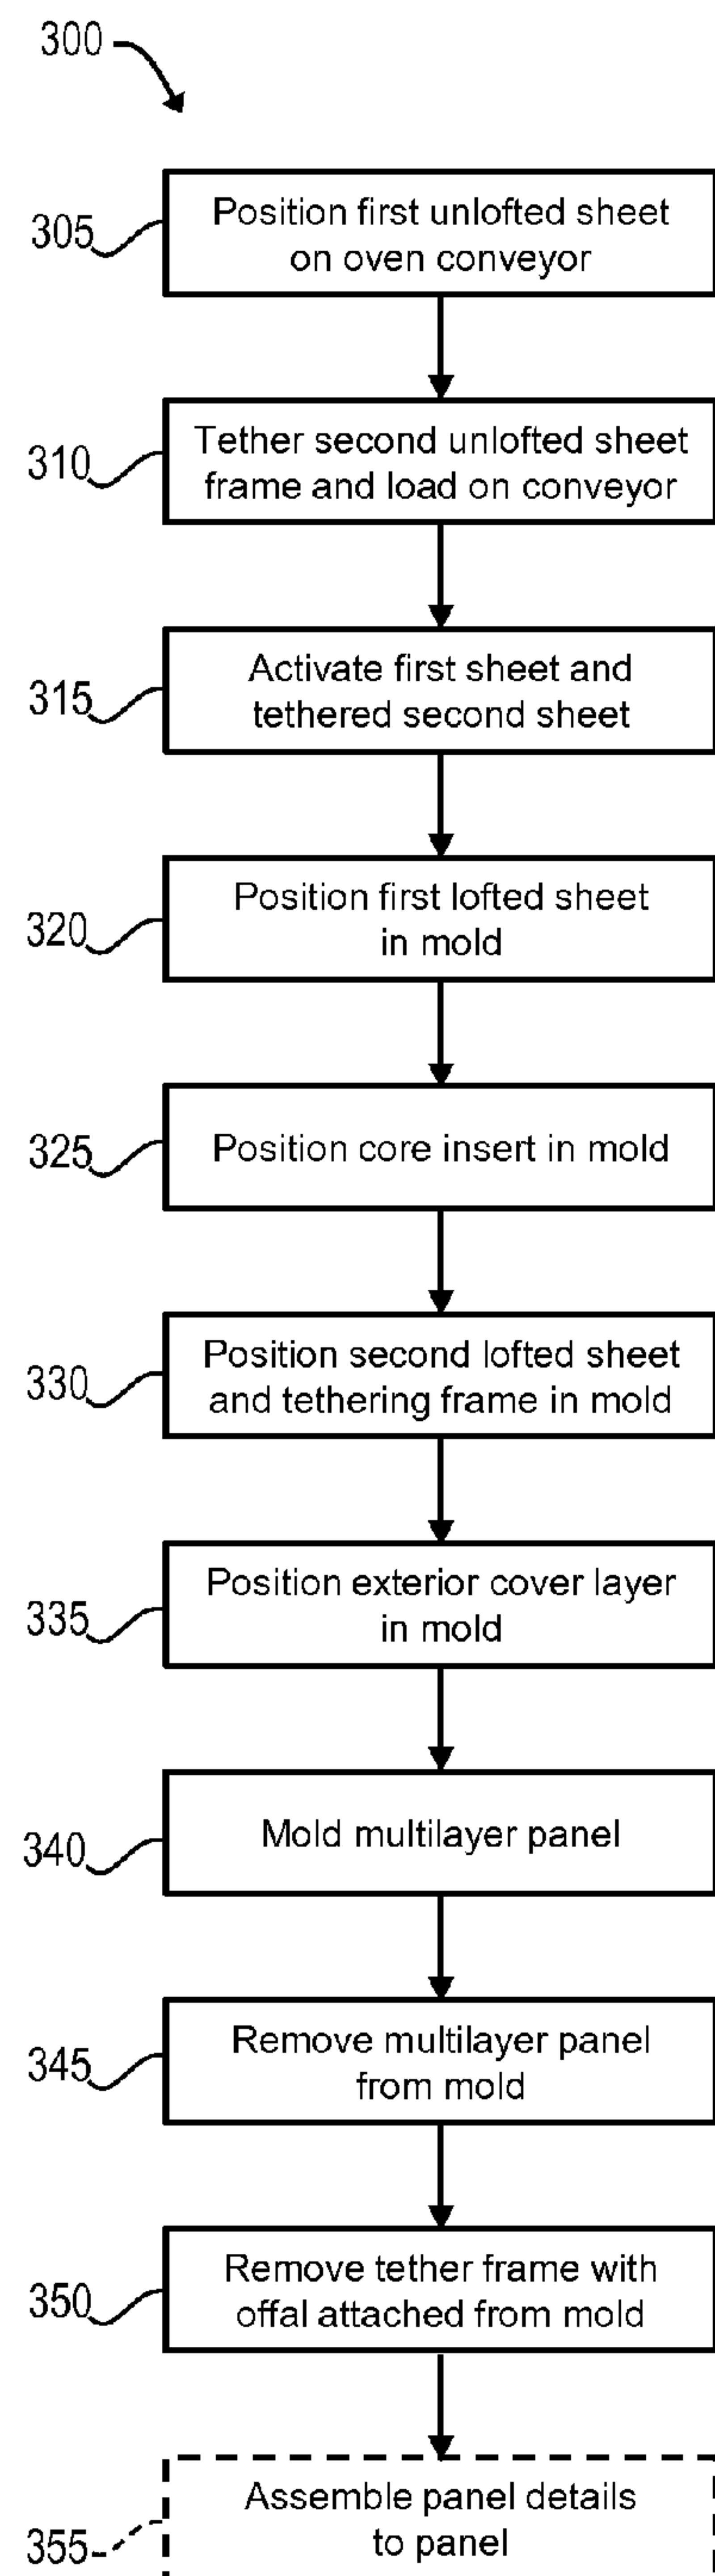 300
305
Position first unlofted sheet
on oven conveyor
310
Tether second unlofted sheet
frame and load on conveyor
315
Activate first sheet and
tethered second sheet
320
Position first lofted sheet
in mold
325
Position core insert in mold
330
Position second lofted sheet
and tethering frame in mold
335
Position exterior cover layer
in mold
340
Mold multilayer panel
345
Remove multilayer panel
from mold
350
Remove tether frame with
offal attached from mold
355
Assemble panel details
to panel